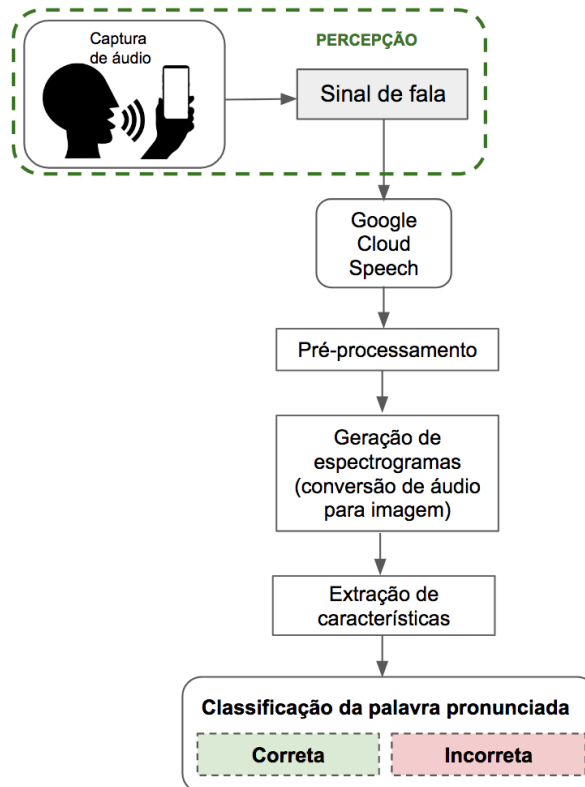 Captura
de áudio
PERCEPÇÃO
Sinal de fala
Google
Cloud
Speech
Pré-processamento
Geração de
espectrogramas
(conversão de áudio
para imagem)
Extração de
características
Classificação da palavra pronunciada
Correta
Incorreta